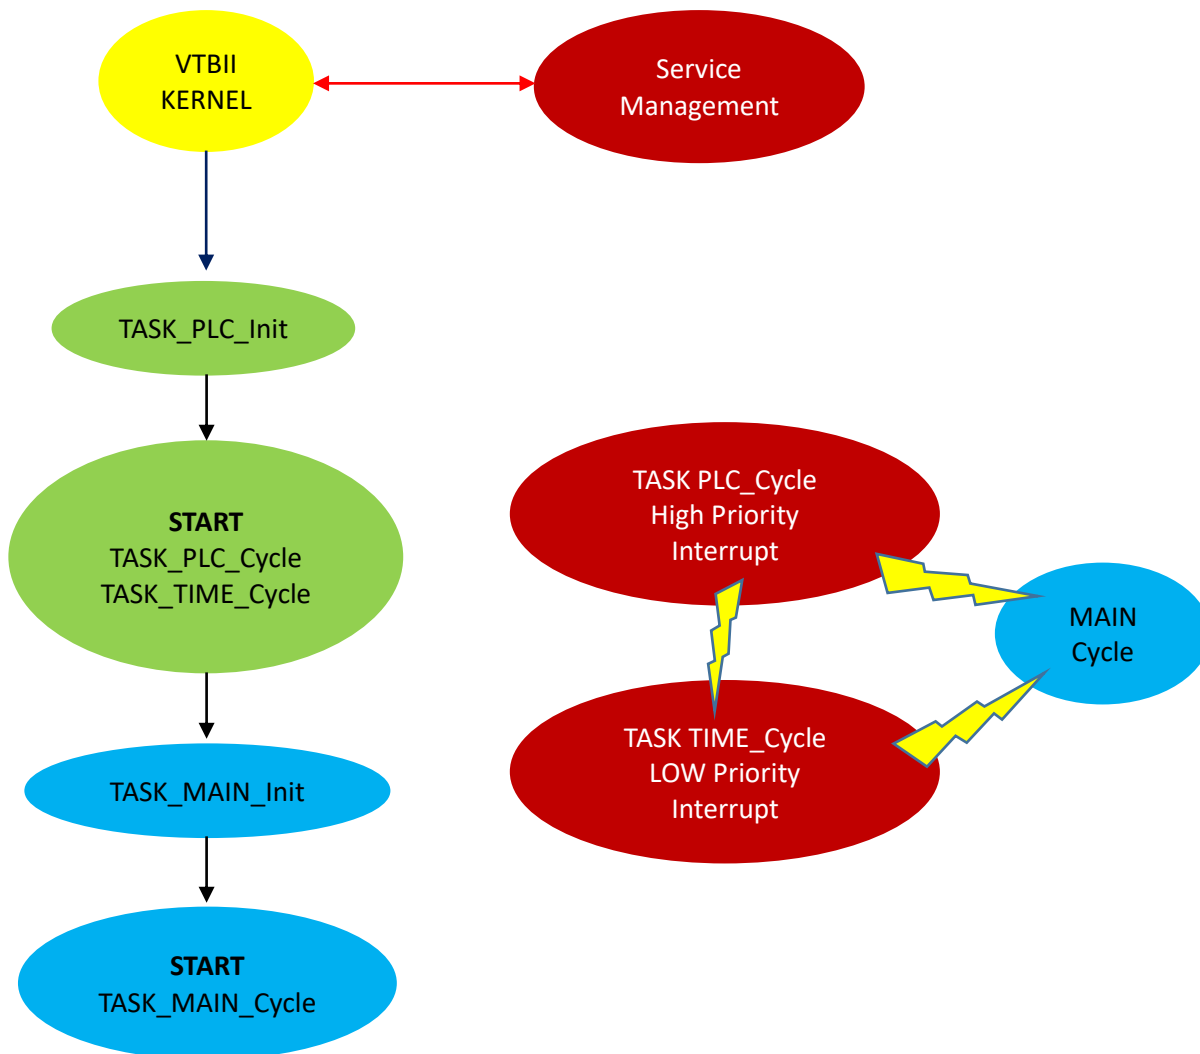 VTBII
KERNEL
Service
Management
TASK_PLC_Init
START
TASK_PLC_Cycle
TASK_TIME_Cycle
TASK PLC_Cycle
High Priority
Interrupt
MAIN
Cycle
TASK TIME_Cycle
LOW Priority
Interrupt
TASK_MAIN_Init
START
TASK_MAIN_Cycle